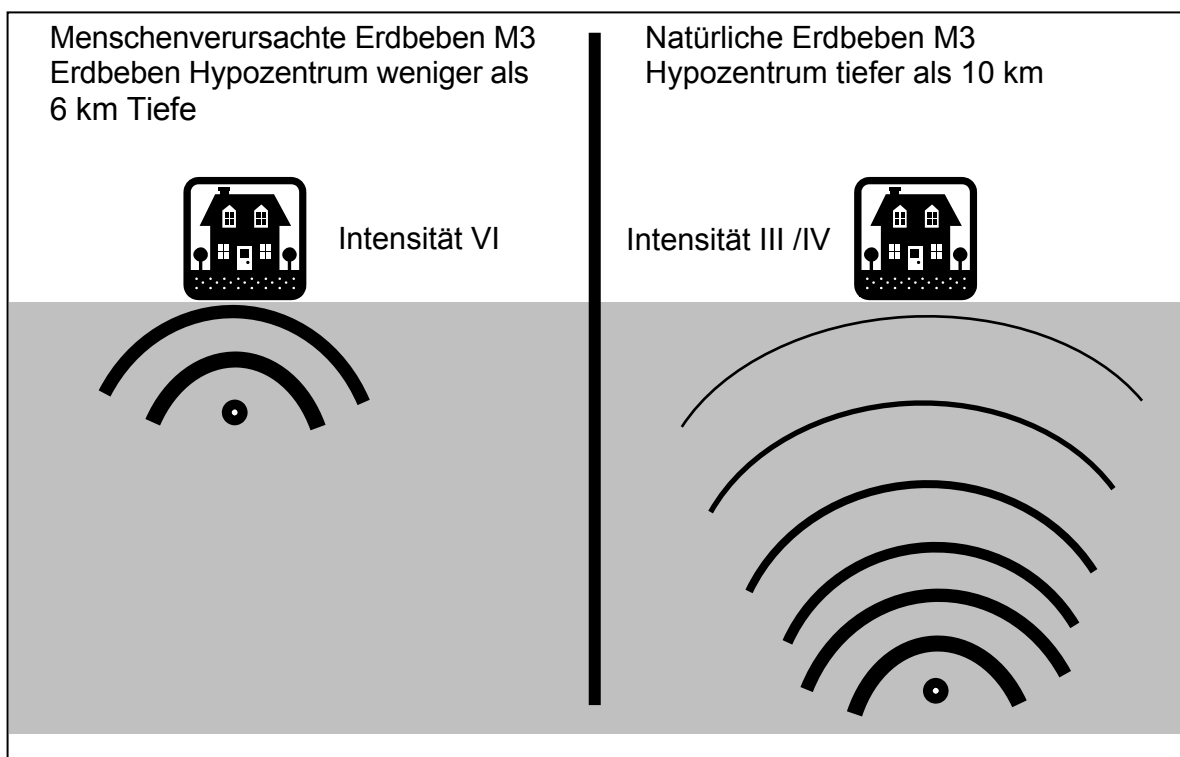 Menschenverursachte Erdbeben M3
Erdbeben Hypozentrum weniger als
6 km Tiefe
Intensität VI
Natürliche Erdbeben M3
Hypozentrum tiefer als 10 km
Intensität III /IV